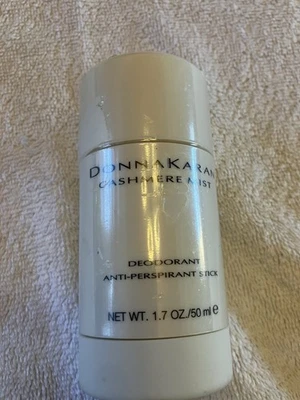 DONNAKARAN
CASHMERE MIST
DEODORANT
ANTI-PERSPIRANT STICK
NET WT. 1.7 OZ./50 ml ℮